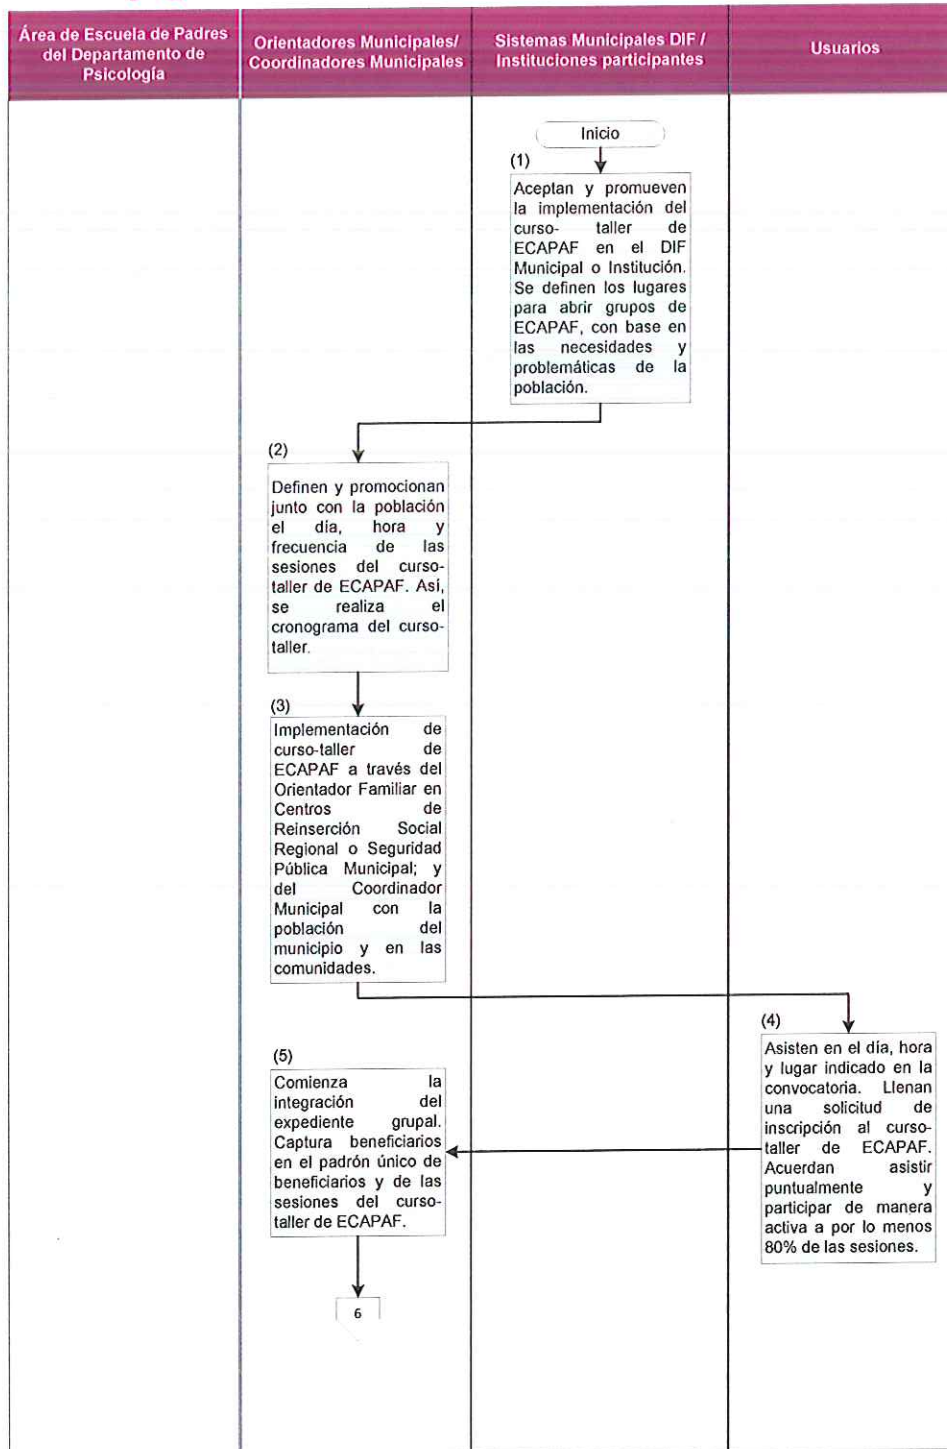 Área de Escuela de Padres
del Departamento de
Psicología
Orientadores Municipales/
Coordinadores Municipales
Sistemas Municipales DIF /
Instituciones participantes
Usuarios
Inicio
(1)
Aceptan y promueven
la implementación del
curso- taller de
ECAPAF en el DIF
Municipal o Institución.
Se definen los lugares
para abrir grupos de
ECAPAF, con base en
las necesidades y
problemáticas de la
población.
(2)
Definen y promocionan
junto con la población
el día, hora y
frecuencia de las
sesiones del curso-
taller de ECAPAF. Así,
se realiza el
cronograma del curso-
taller.
(3)
Implementación de
curso-taller de
ECAPAF a través del
Orientador Familiar en
Centros de
Reinserción Social
Regional o Seguridad
Pública Municipal; y
del Coordinador
Municipal con la
población del
municipio y en las
comunidades.
(4)
Asisten en el día, hora
y lugar indicado en la
convocatoria. Llenan
una solicitud de
inscripción al curso-
taller de ECAPAF.
Acuerdan asistir
puntualmente y
participar de manera
activa a por lo menos
80% de las sesiones.
(5)
Comienza la
integración del
expediente grupal.
Captura beneficiarios
en el padrón único de
beneficiarios y de las
sesiones del curso-
taller de ECAPAF.
6